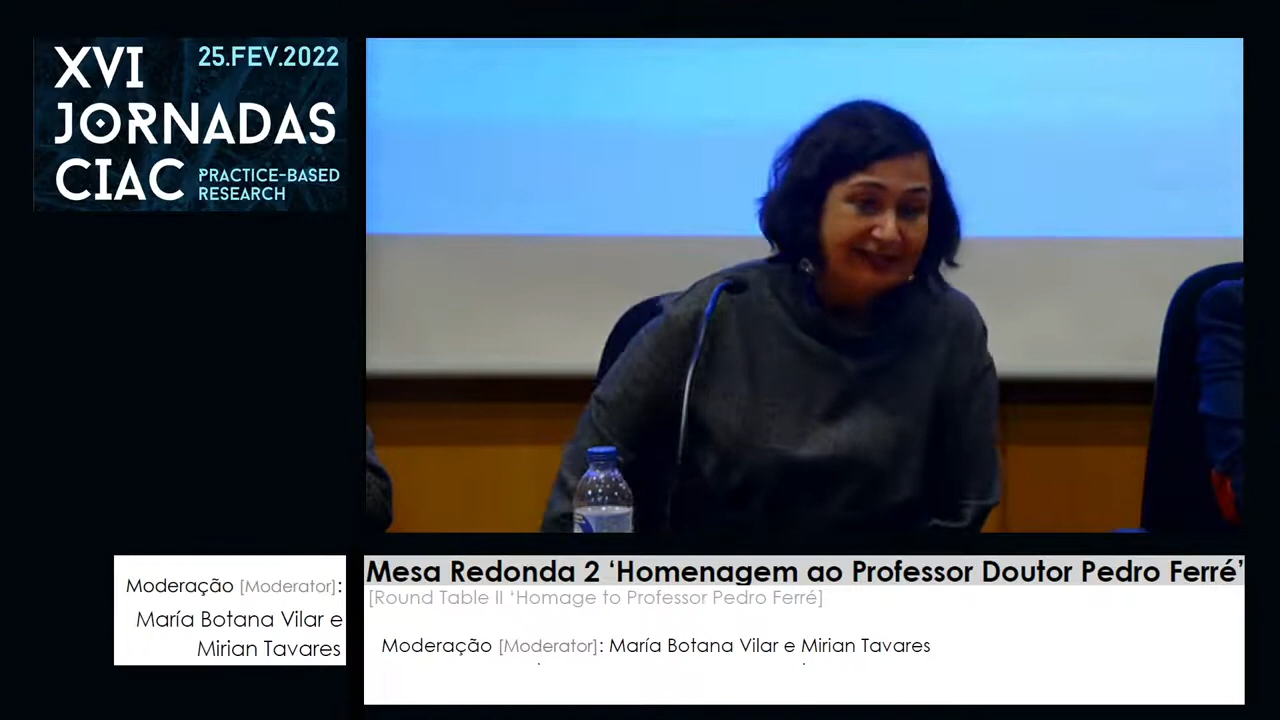 XVI
25.FEV.2022
JORNADAS
CIAC
PRACTICE-BASED
RESEARCH
Moderação [Moderator]:
María Botana Vilar e
Mirian Tavares
Mesa Redonda 2 ‘Homenagem ao Professor Doutor Pedro Ferré’
[Round Table II ‘Homage to Professor Pedro Ferré]
Moderação [Moderator]: María Botana Vilar e Mirian Tavares